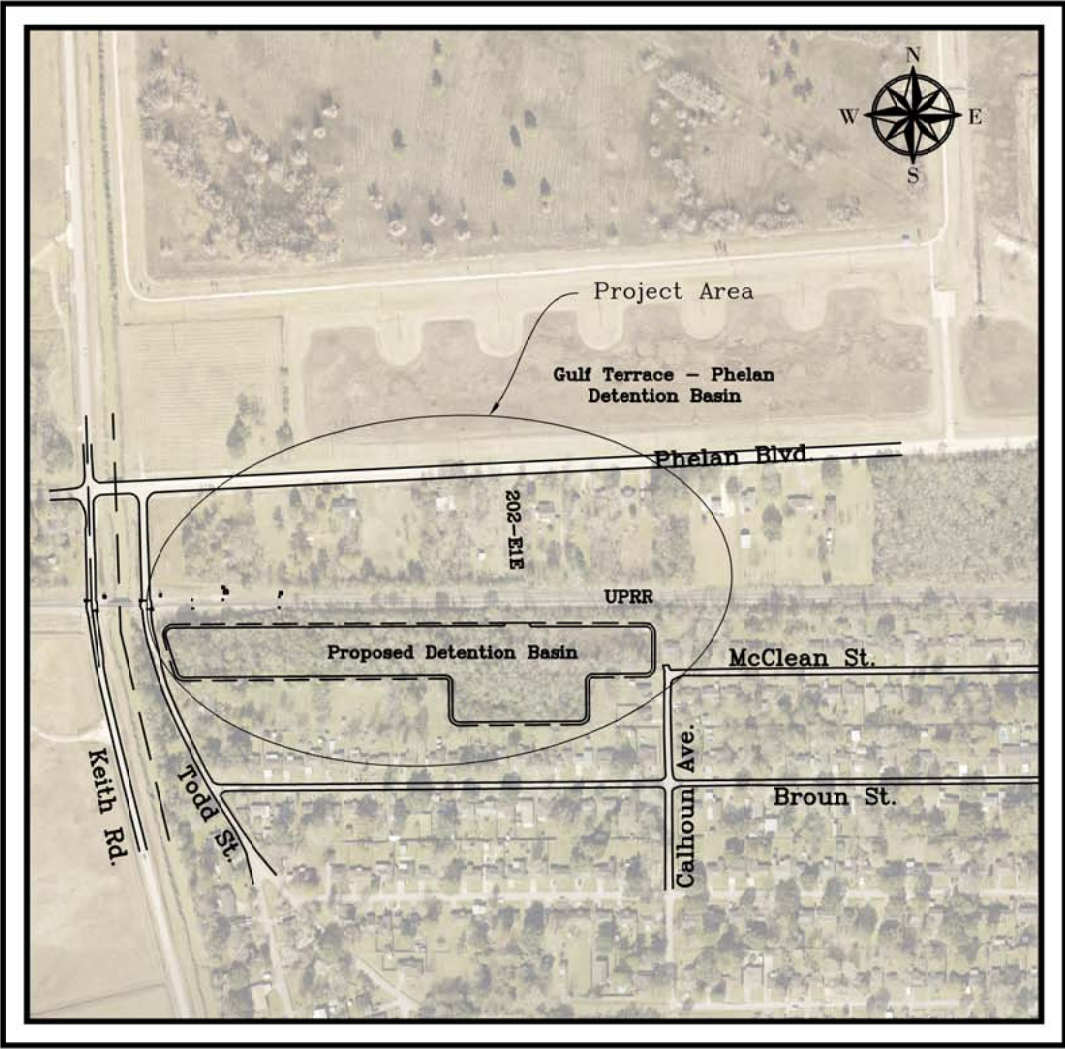 N
W E
S
Project Area
Gulf Terrace - Phelan
Detention Basin
Phelan Blvd.
202-E1E
UPRR
Proposed Detention Basin
McClean St.
Keith Rd.
Todd St.
Calhoun Ave.
Broun St.